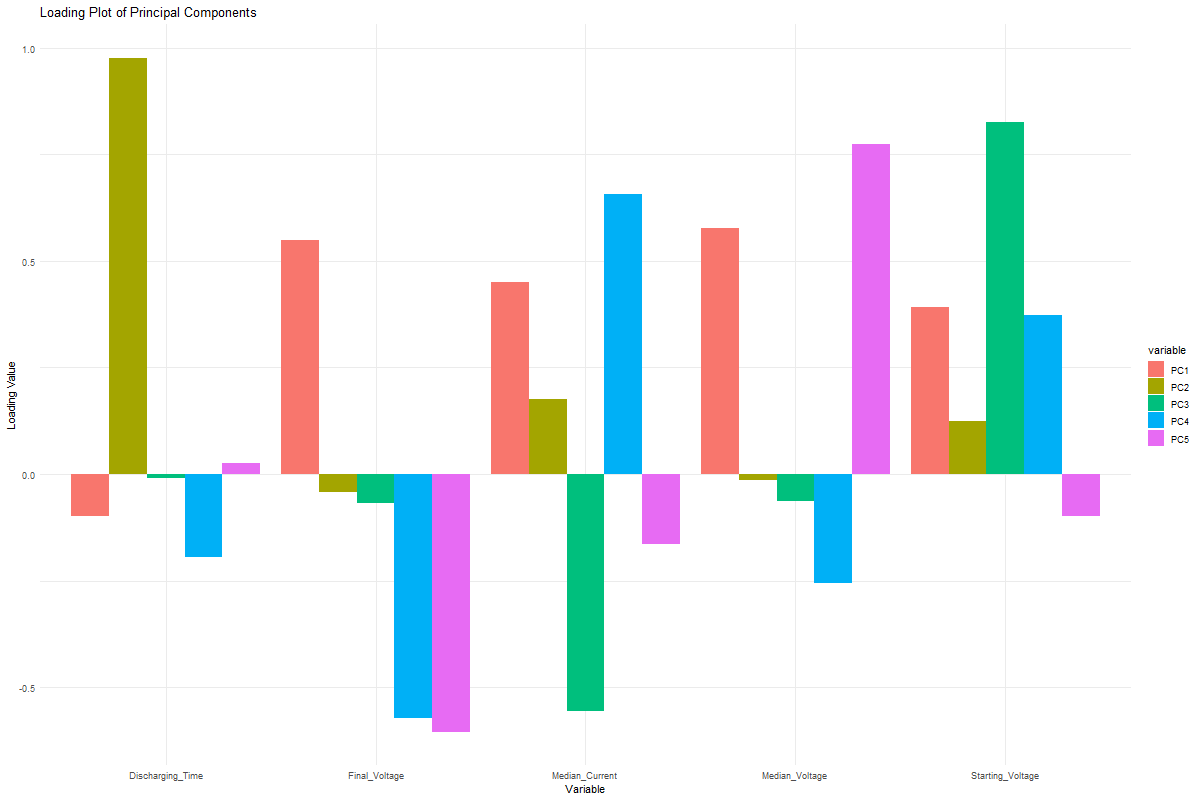 Loading Plot of Principal Components
1.0
0.5
0.0
-0.5
Loading Value
Discharging_Time
Final_Voltage
Median_Current
Median_Voltage
Starting_Voltage
Variable
variable
PC1
PC2
PC3
PC4
PC5